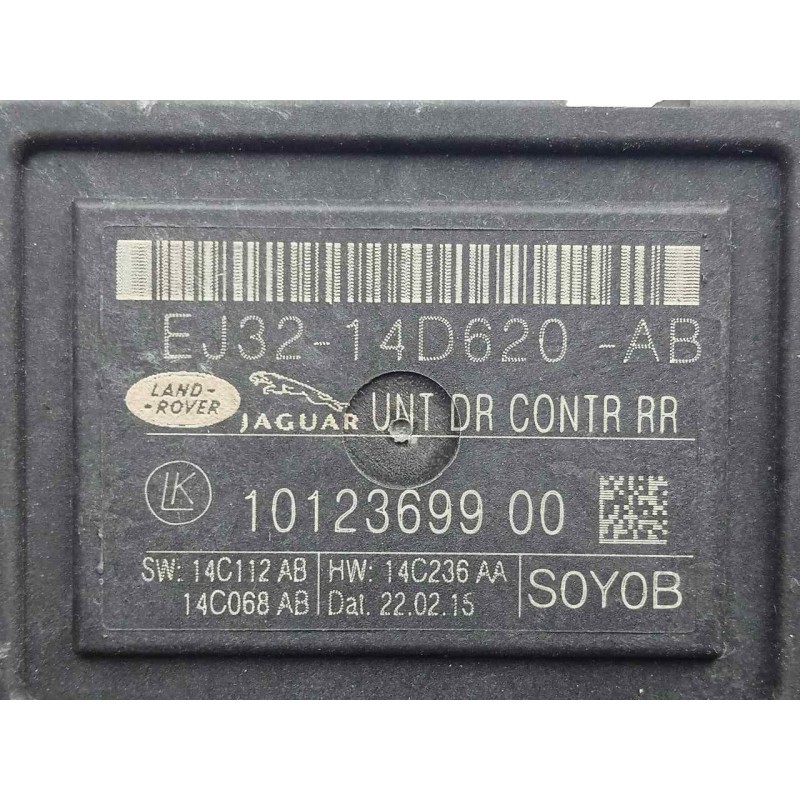 EJ32-14D620 -AB
LAND-
-ROVER
JAGUAR
UNT DR CONTR RR
LK
10123699 00
SW: 14C112 AB
14C068 AB
HW: 14C236 AA
Dat. 22.02.15
SOYOB